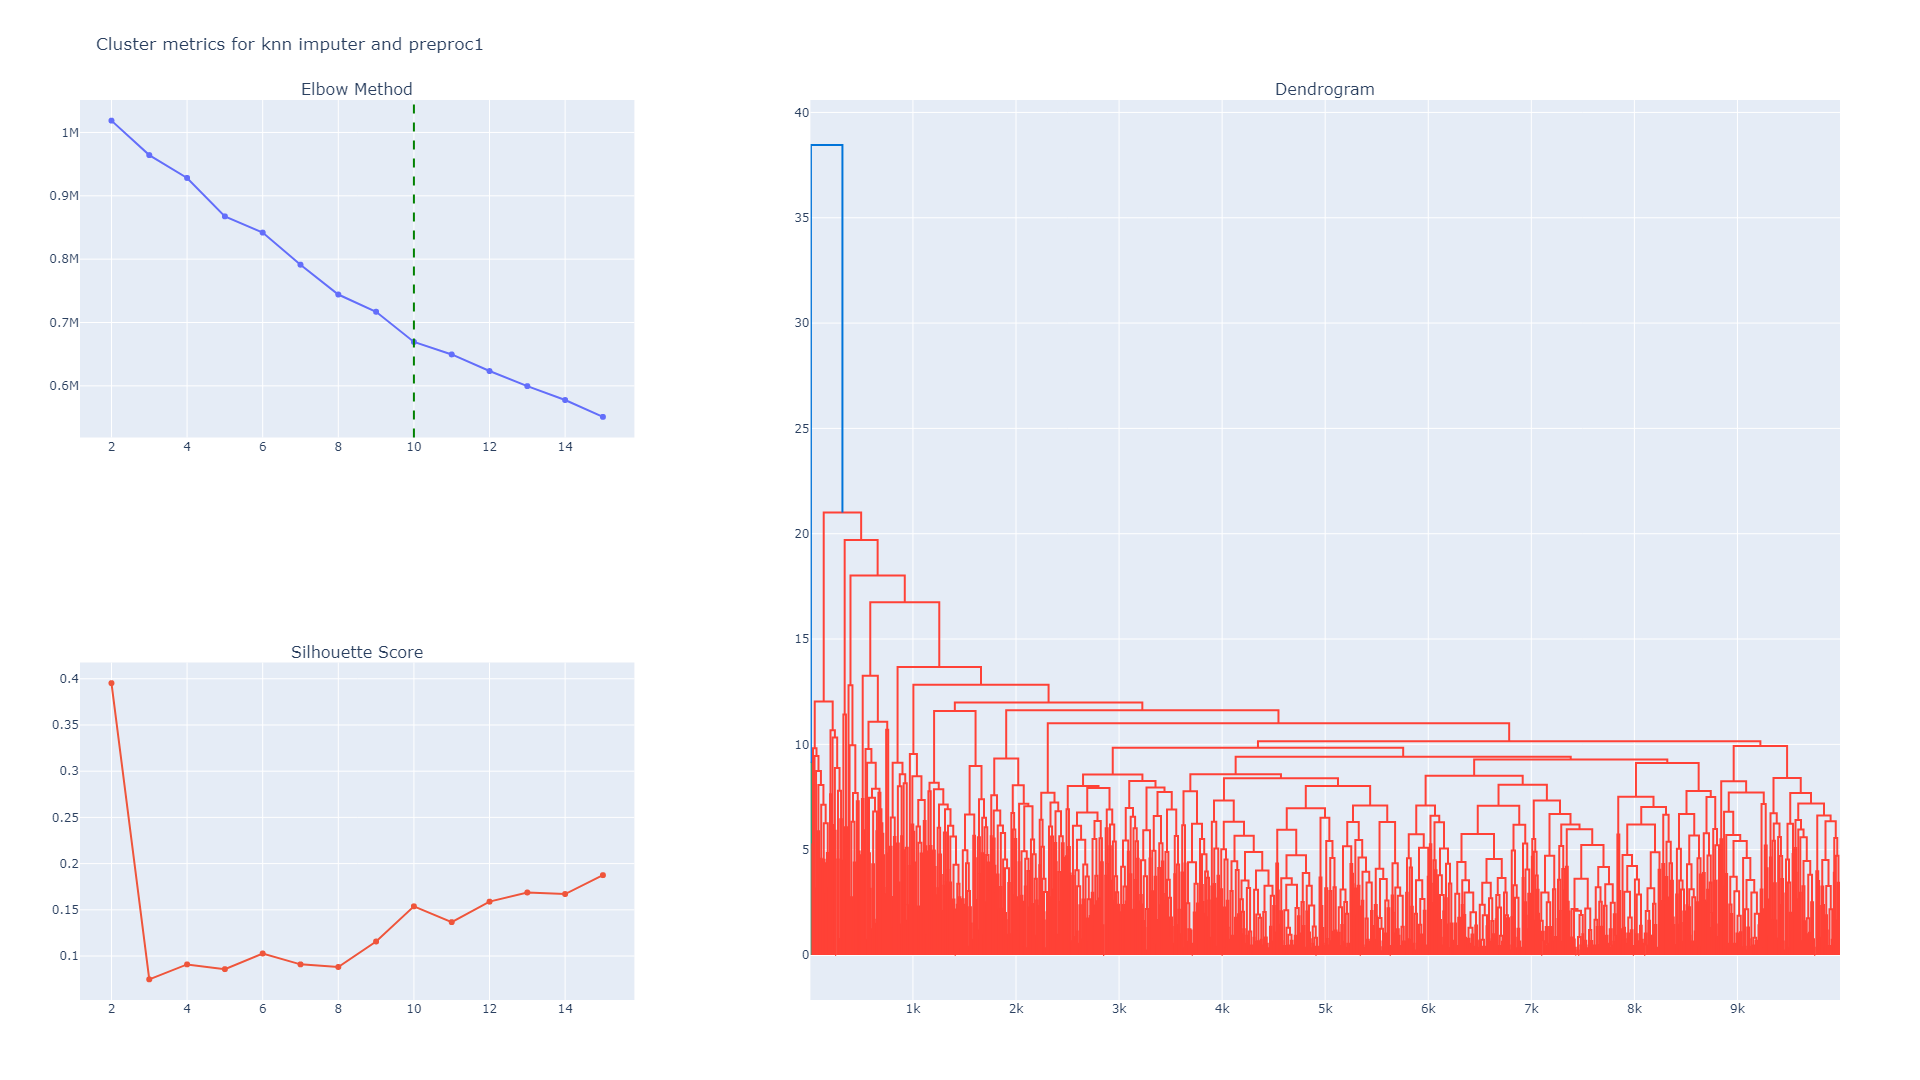 Cluster metrics for knn imputer and preproc1
Elbow Method
1M
0.9M
0.8M
0.7M
0.6M
2 4 6 8 10 12 14
Silhouette Score
0.4
0.35
0.3
0.25
0.2
0.15
0.1
2 4 6 8 10 12 14
Dendrogram
40
35
30
25
20
15
10
5
0
1k 2k 3k 4k 5k 6k 7k 8k 9k